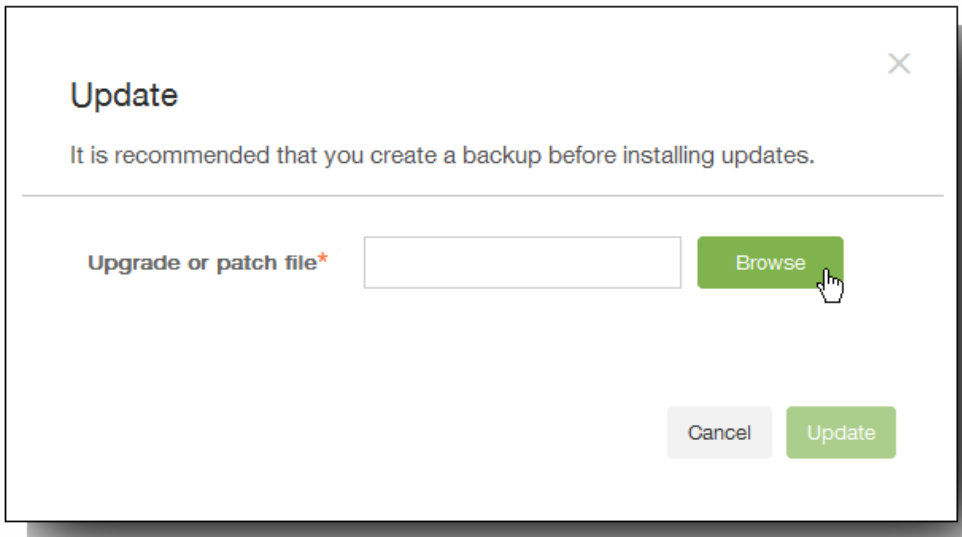 Update
It is recommended that you create a backup before installing updates.
Upgrade or patch file* Browse
Cancel Update